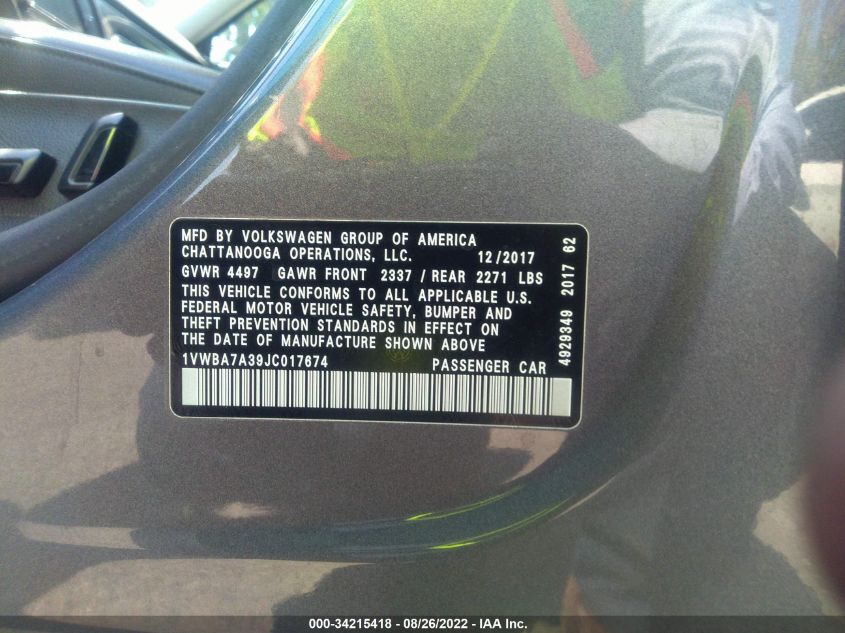 MFD BY VOLKSWAGEN GROUP OF AMERICA
CHATTANOOGA OPERATIONS, LLC. 12/2017
GVWR 4497 GAWR FRONT 2337 / REAR 2271 LBS
THIS VEHICLE CONFORMS TO ALL APPLICABLE U.S.
FEDERAL MOTOR VEHICLE SAFETY, BUMPER AND
THEFT PREVENTION STANDARDS IN EFFECT ON
THE DATE OF MANUFACTURE SHOWN ABOVE
1VWBA7A39JC017674 PASSENGER CAR
4929349 2017 62
000-34215418 - 08/26/2022 - IAA Inc.